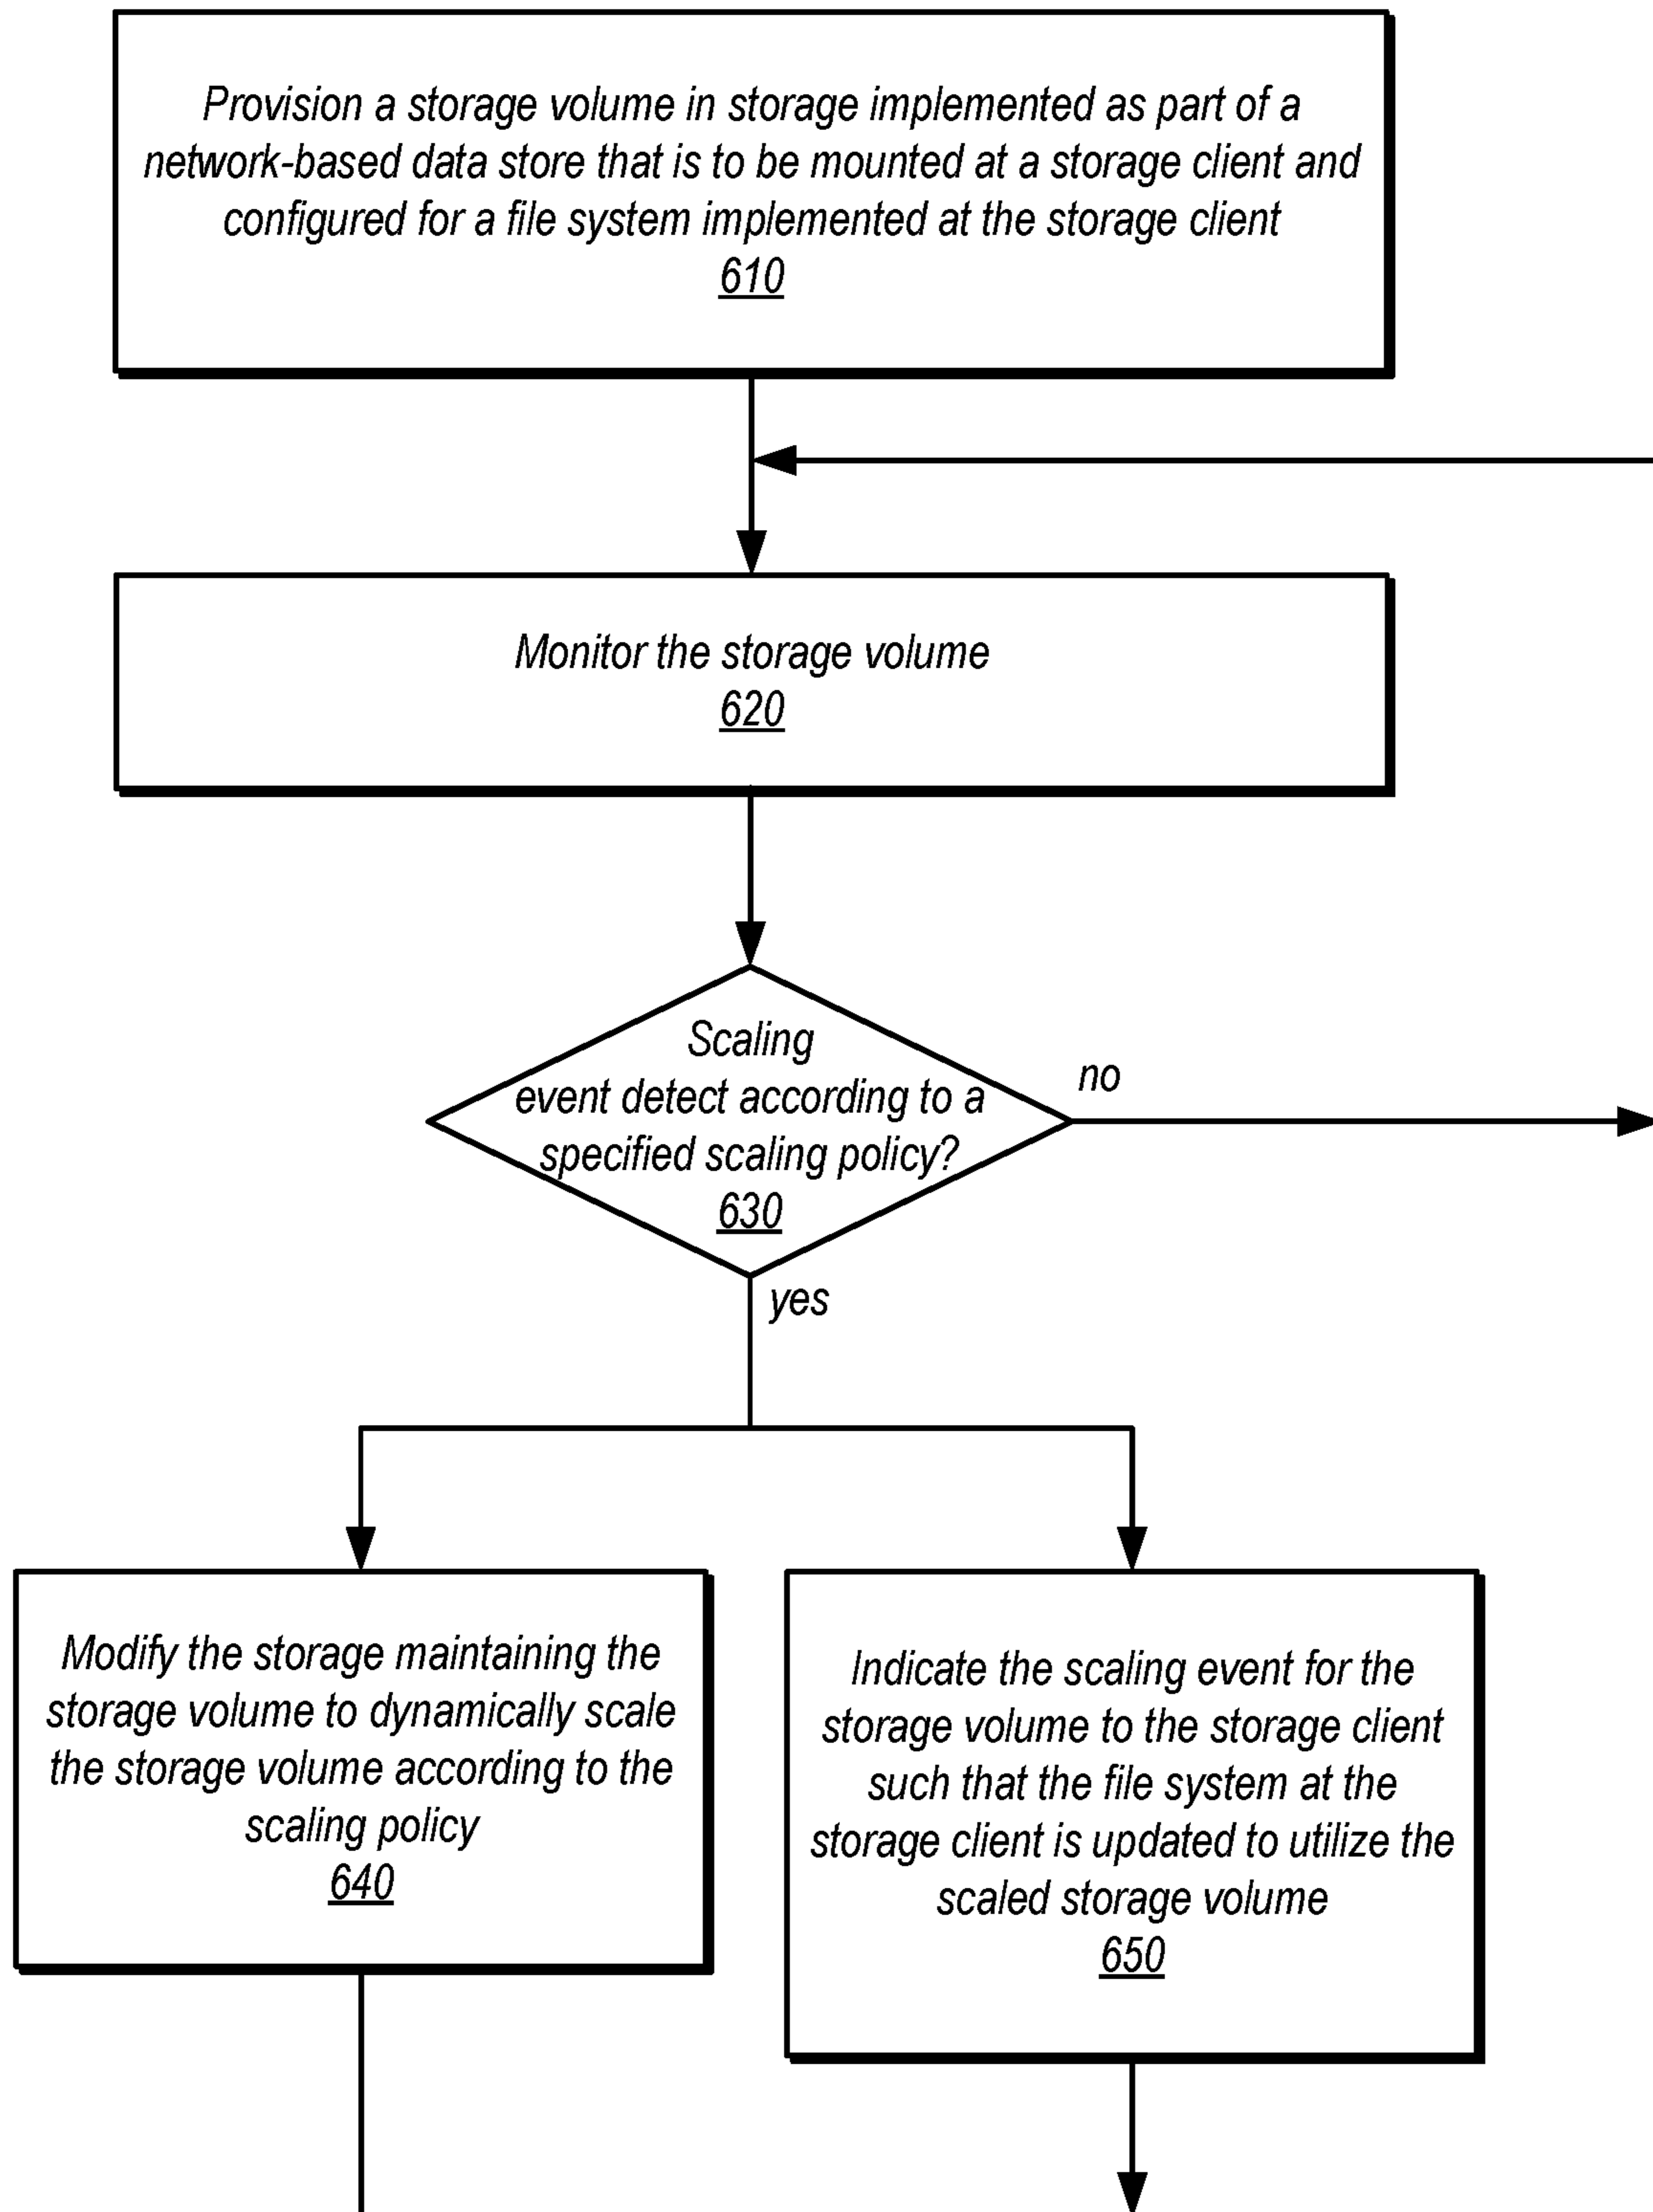 Provision a storage volume in storage implemented as part of a
network-based data store that is to be mounted at a storage client and
configured for a file system implemented at the storage client
610
Monitor the storage volume
620
Scaling
event detect according to a
specified scaling policy?
630
no
yes
Modify the storage maintaining the
storage volume to dynamically scale
the storage volume according to the
scaling policy
640
Indicate the scaling event for the
storage volume to the storage client
such that the file system at the
storage client is updated to utilize the
scaled storage volume
650